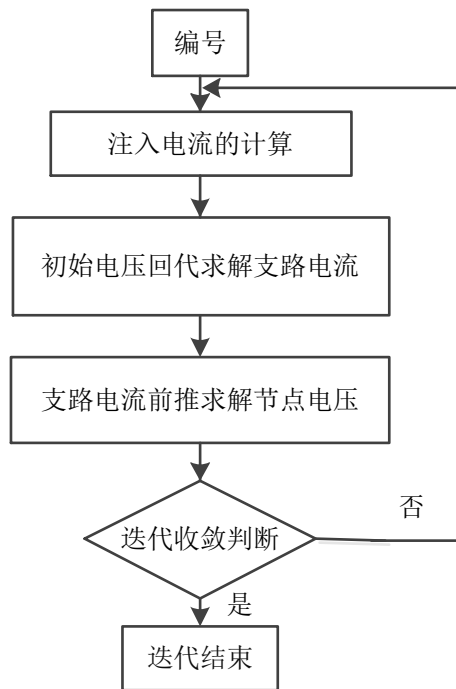 编号
注入电流的计算
初始电压回代求解支路电流
支路电流前推求解节点电压
否
迭代收敛判断
是
迭代结束